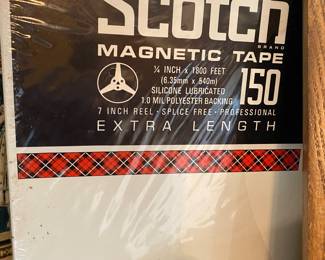 Scotch
BRAND
MAGNETIC TAPE
¼ INCH x 1800 FEET
(6.35mm x 540m)
SILICONE LUBRICATED
1.0 MIL POLYESTER BACKING
150
7 INCH REEL - SPLICE FREE - PROFESSIONAL
EXTRA LENGTH